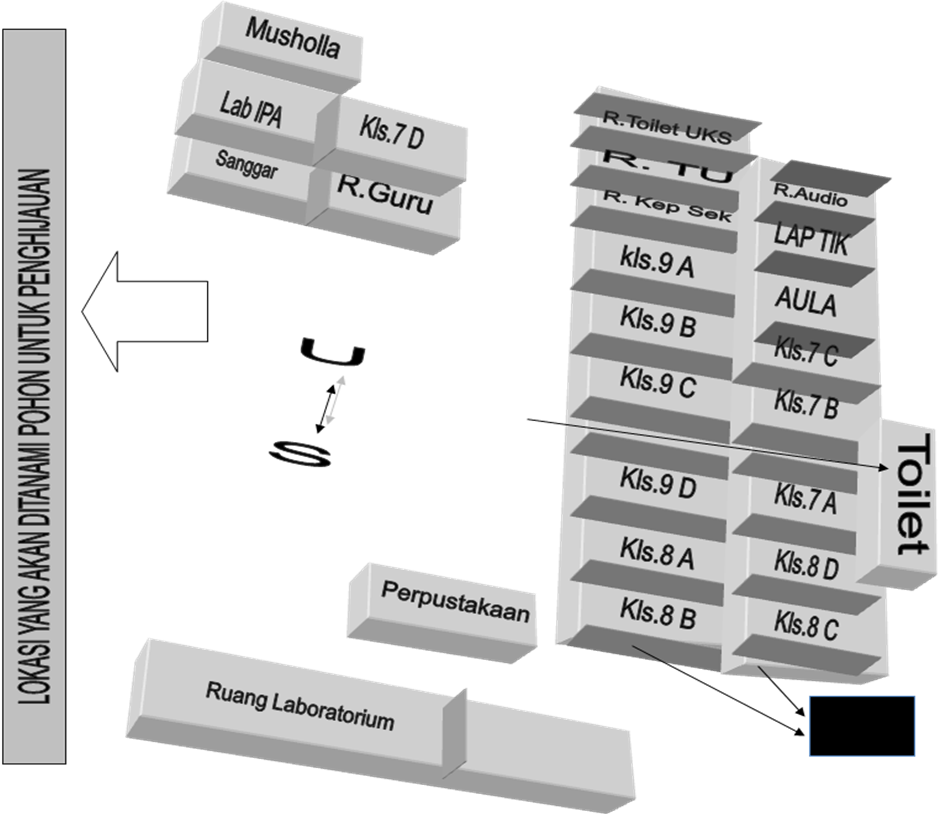 LOKASI YANG AKAN DITANAMI POHON UNTUK PENGHIJAUAN
Musholla
Lab IPA
Kls.7 D
Sanggar
R.Guru
U
S
R.Toilet UKS
R. TU
R. Kep Sek
kls.9 A
Kls.9 B
Kls.9 C
Kls.9 D
Kls.8 A
Kls.8 B
R.Audio
LAP TIK
AULA
Kls.7 C
Kls.7 B
Kls.7 A
Kls.8 D
Kls.8 C
Toilet
Perpustakaan
Ruang Laboratorium